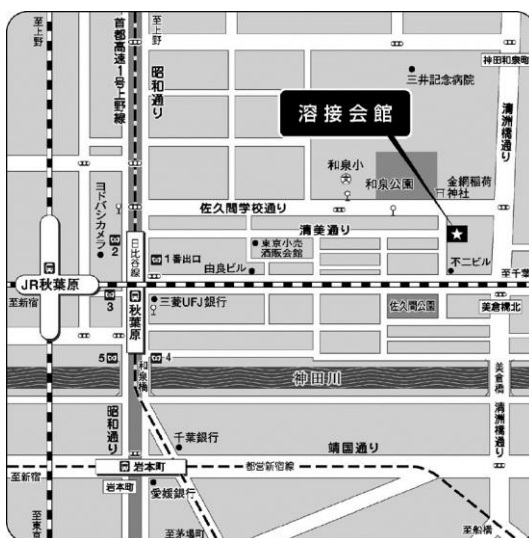 至上野
首都高速1号上野線
至上野
昭和通り
三井記念病院
神田和泉町
清洲橋通り
溶接会館
和泉小
和泉公園
金綱稲荷
神社
佐久間学校通り
清美通り
ヨドバシカメラ
2
日比谷線
1番出口
東京小売
酒販会館
由良ビル
不二ビル
至千葉
JR秋葉原
至新宿
3
秋葉原
三菱UFJ銀行
佐久間公園
美倉橋北
5
4
和泉橋
神田川
美倉橋
昭和通り
清洲橋通り
千葉銀行
靖国通り
岩本町
都営新宿線
至新宿
岩本町
愛媛銀行
至東京
至茅場町
至船橋